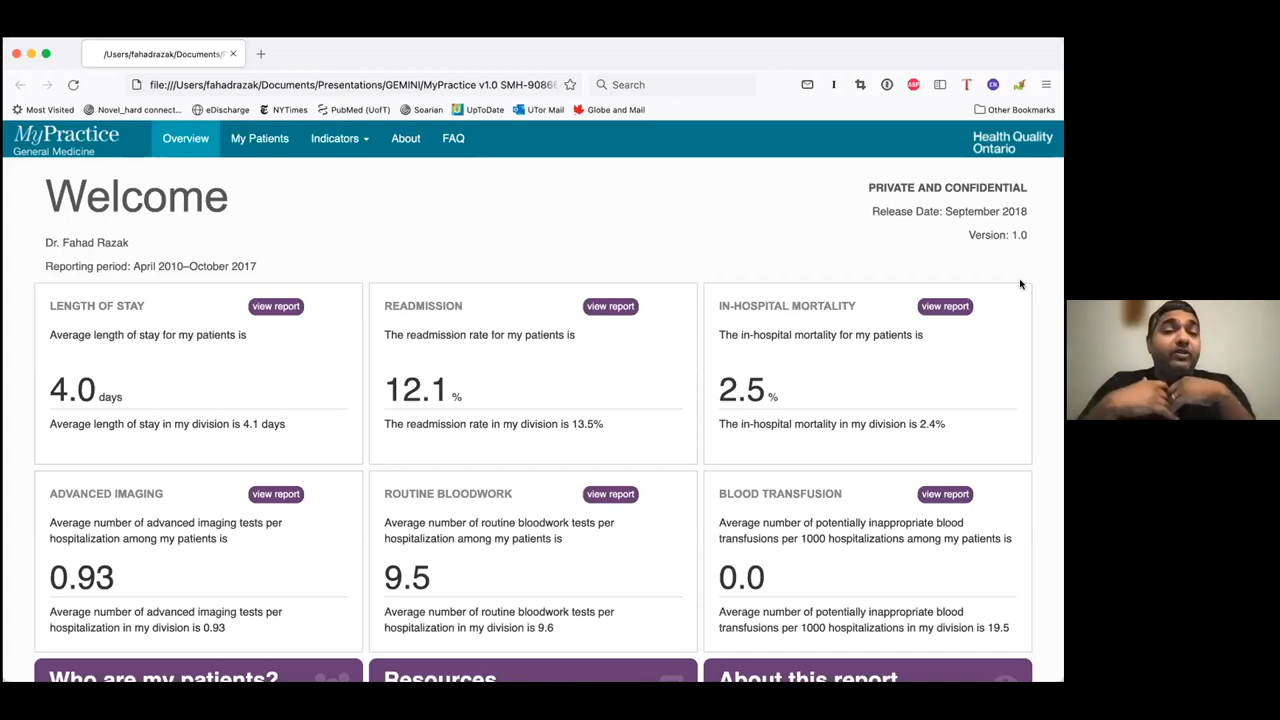 /Users/fahadrazak/Documents/P
file:///Users/fahadrazak/Documents/Presentations/GEMINI/MyPractice v1.0 SMH-9086
Search
Most Visited Novel_hard connect... eDischarge NYTimes PubMed (UofT) Soarian UpToDate UTor Mail Globe and Mail Other Bookmarks
MyPractice
General Medicine
Overview My Patients Indicators About FAQ
Health Quality
Ontario
Welcome
PRIVATE AND CONFIDENTIAL
Release Date: September 2018
Version: 1.0
Dr. Fahad Razak
Reporting period: April 2010–October 2017
LENGTH OF STAY view report
Average length of stay for my patients is
4.0 days
Average length of stay in my division is 4.1 days
READMISSION view report
The readmission rate for my patients is
12.1 %
The readmission rate in my division is 13.5%
IN-HOSPITAL MORTALITY view report
The in-hospital mortality for my patients is
2.5 %
The in-hospital mortality in my division is 2.4%
ADVANCED IMAGING view report
Average number of advanced imaging tests per
hospitalization among my patients is
0.93
Average number of advanced imaging tests per
hospitalization in my division is 0.93
ROUTINE BLOODWORK view report
Average number of routine bloodwork tests per
hospitalization among my patients is
9.5
Average number of routine bloodwork tests per
hospitalization in my division is 9.6
BLOOD TRANSFUSION view report
Average number of potentially inappropriate blood
transfusions per 1000 hospitalizations among my patients is
0.0
Average number of potentially inappropriate blood
transfusions per 1000 hospitalizations in my division is 19.5
Who are my patients?
Resources
About this report